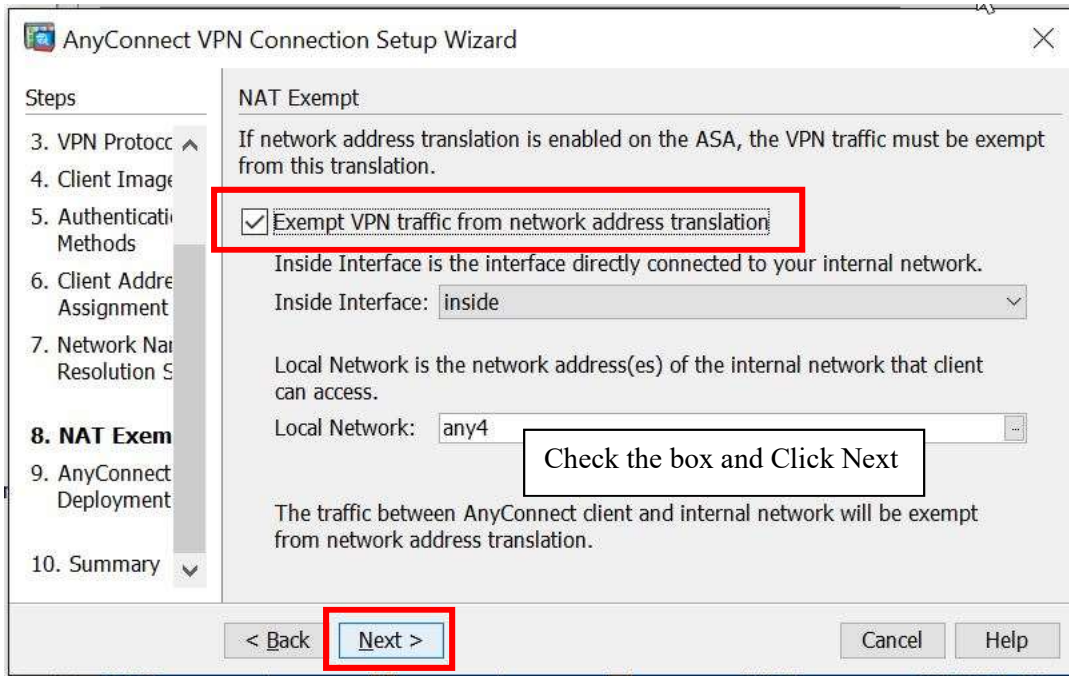 AnyConnect VPN Connection Setup Wizard
Steps
3. VPN Protocc
4. Client Image
5. Authenticati
Methods
6. Client Addre
Assignment
7. Network Nar
Resolution S
8. NAT Exem
9. AnyConnect
Deployment
10. Summary
NAT Exempt
If network address translation is enabled on the ASA, the VPN traffic must be exempt
from this translation.
Exempt VPN traffic from network address translation
Inside Interface is the interface directly connected to your internal network.
Inside Interface: inside
Local Network is the network address(es) of the internal network that client
can access.
Local Network: any4
...
Check the box and Click Next
The traffic between AnyConnect client and internal network will be exempt
from network address translation.
< Back Next > Cancel Help